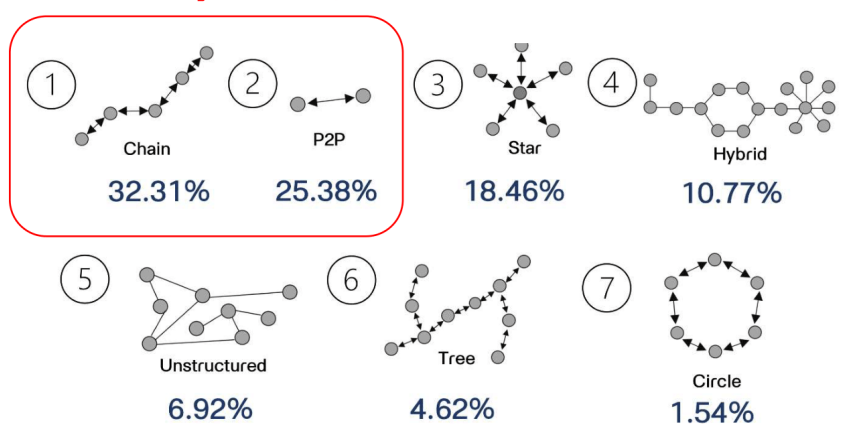 1
Chain
32.31%
2
P2P
25.38%
3
Star
18.46%
4
Hybrid
10.77%
5
Unstructured
6.92%
6
Tree
4.62%
7
Circle
1.54%